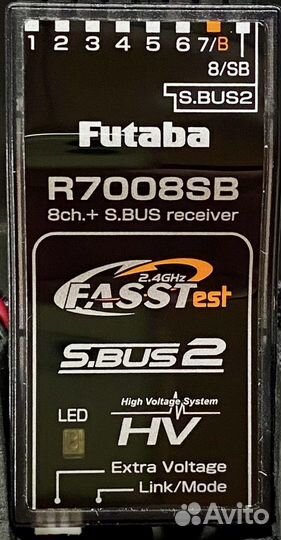 1 2 3 4 5 6 7/B
8/SB
S.BUS2
Futaba
R7008SB
8ch.+ S.BUS receiver
2.4GHz
FASSTest
S.BUS2
High Voltage System
LED
HV
Extra Voltage
Link/Mode
Avito